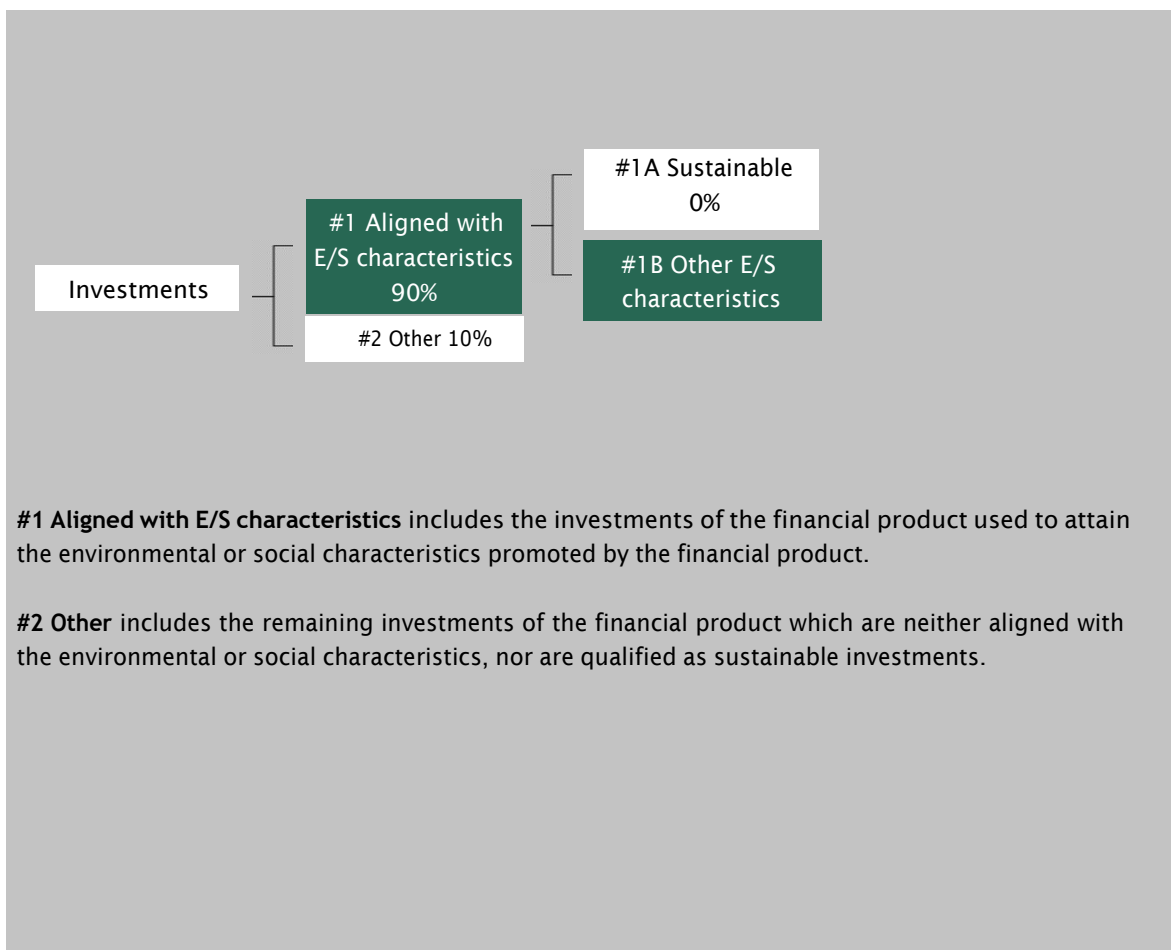 Investments
#1 Aligned with
E/S characteristics
90%
#2 Other 10%
#1A Sustainable
0%
#1B Other E/S
characteristics
#1 Aligned with E/S characteristics includes the investments of the financial product used to attain
the environmental or social characteristics promoted by the financial product.
#2 Other includes the remaining investments of the financial product which are neither aligned with
the environmental or social characteristics, nor are qualified as sustainable investments.